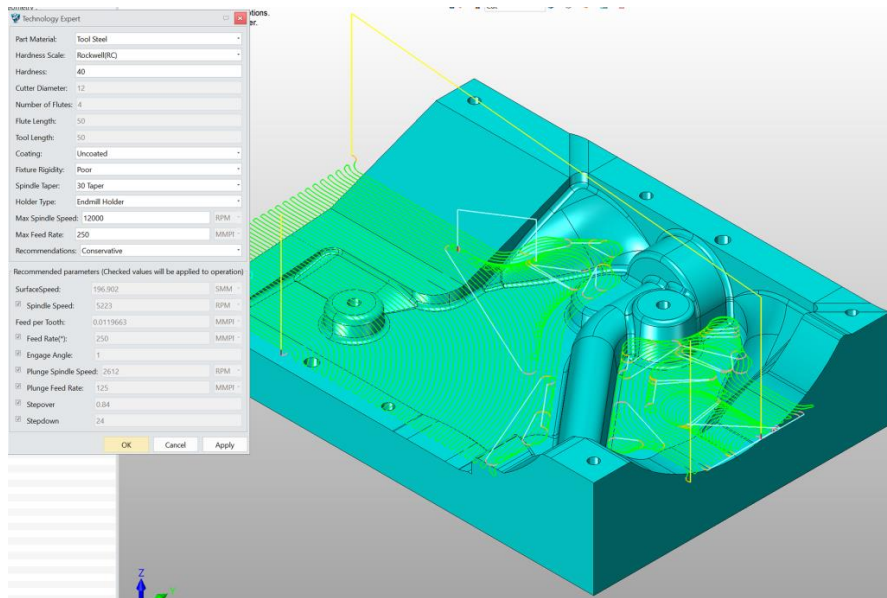 Technology Expert
Part Material: Tool Steel
Hardness Scale: Rockwell(RC)
Hardness: 40
Cutter Diameter: 12
Number of Flutes: 4
Flute Length: 50
Tool Length: 50
Coating: Uncoated
Fixture Rigidity: Poor
Spindle Taper: 30 Taper
Holder Type: Endmill Holder
Max Spindle Speed: 12000 RPM
Max Feed Rate: 250 MMPI
Recommendations: Conservative
Recommended parameters (Checked values will be applied to operation)
SurfaceSpeed: 196.902 SMM
Spindle Speed: 5223 RPM
Feed per Tooth: 0.0119663 MMPI
Feed Rate(*): 250 MMPI
Engage Angle: 1
Plunge Spindle Speed: 2612 RPM
Plunge Feed Rate: 125 MMPI
Stepover 0.84
Stepdown 24
OK Cancel Apply
ptions.
er.
Z
Y